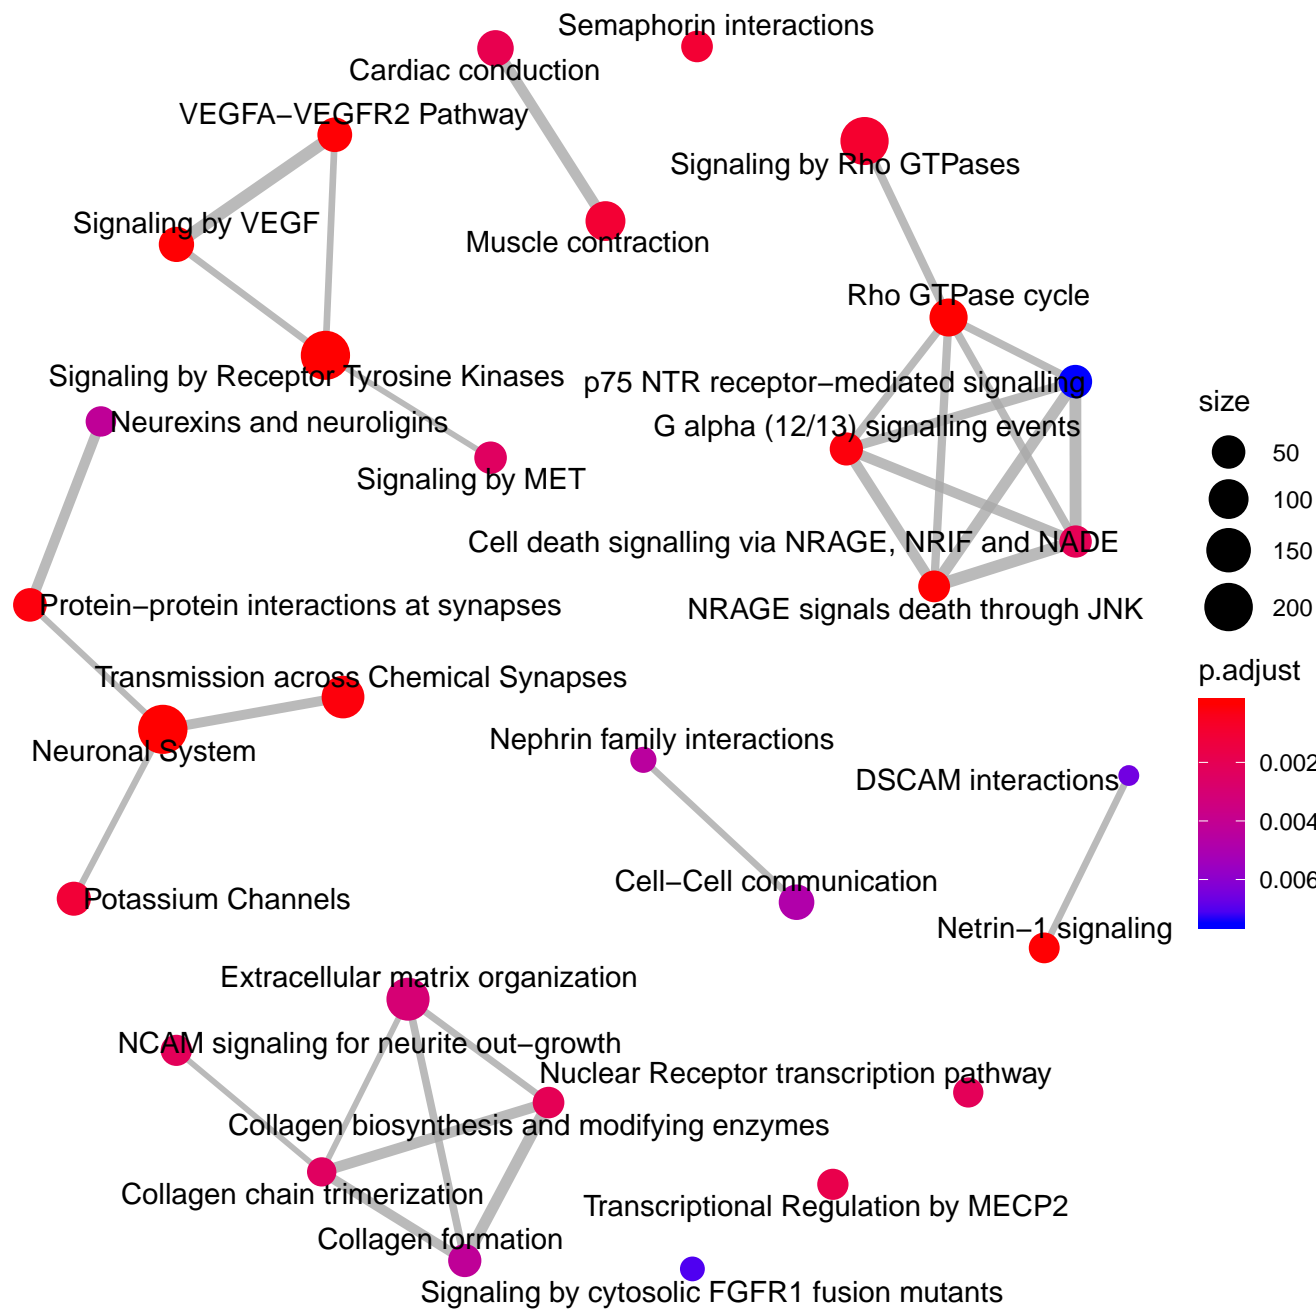 Semaphorin interactions
Cardiac conduction
VEGFA−VEGFR2 Pathway
Signaling by Rho GTPases
Signaling by VEGF
Muscle contraction
Rho GTPase cycle
Signaling by Receptor Tyrosine Kinases
p75 NTR receptor−mediated signalling
Neurexins and neuroligins
G alpha (12/13) signalling events
Signaling by MET
Cell death signalling via NRAGE, NRIF and NADE
Protein−protein interactions at synapses
NRAGE signals death through JNK
Transmission across Chemical Synapses
Neuronal System
Nephrin family interactions
DSCAM interactions
Cell−Cell communication
Potassium Channels
Netrin−1 signaling
Extracellular matrix organization
NCAM signaling for neurite out−growth
Nuclear Receptor transcription pathway
Collagen biosynthesis and modifying enzymes
Collagen chain trimerization
Transcriptional Regulation by MECP2
Collagen formation
Signaling by cytosolic FGFR1 fusion mutants
size
50
100
150
200
p.adjust
0.002
0.004
0.006